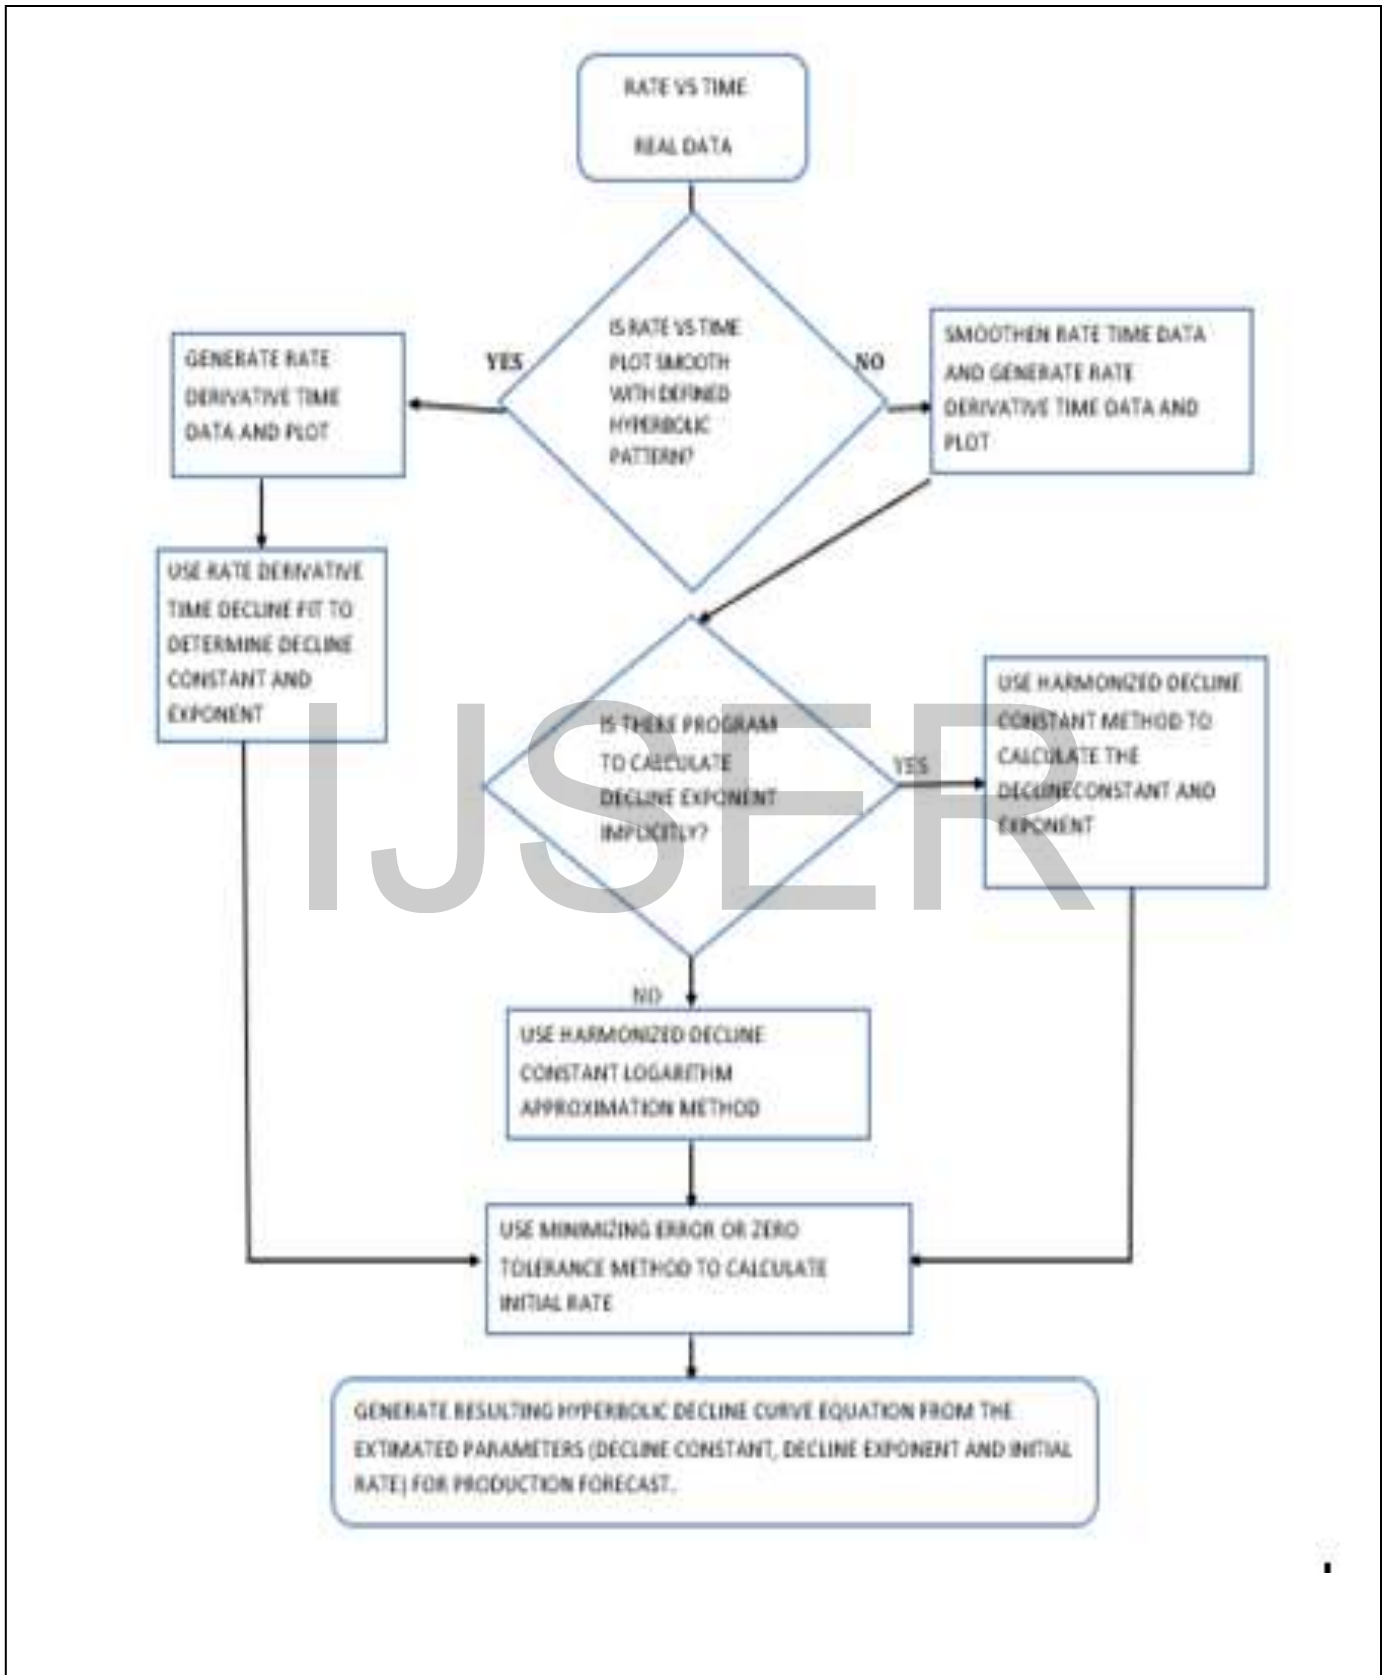 RATE VS TIME
REAL DATA
IS RATE VS TIME
PLOT SMOOTH
WITH DEFINED
HYPERBOLIC
PATTERN?
YES
NO
GENERATE RATE
DERIVATIVE TIME
DATA AND PLOT
SMOOTHEN RATE TIME DATA
AND GENERATE RATE
DERIVATIVE TIME DATA AND
PLOT
USE RATE DERIVATIVE
TIME DECLINE FIT TO
DETERMINE DECLINE
CONSTANT AND
EXPONENT
IS THERE PROGRAM
TO CALCULATE
DECLINE EXPONENT
IMPLICITLY?
YES
USE HARMONIZED DECLINE
CONSTANT METHOD TO
CALCULATE THE
DECLINECONSTANT AND
EXPONENT
IJSER
NO
USE HARMONIZED DECLINE
CONSTANT LOGARITHM
APPROXIMATION METHOD
USE MINIMIZING ERROR OR ZERO
TOLERANCE METHOD TO CALCULATE
INITIAL RATE
GENERATE RESULTING HYPERBOLIC DECLINE CURVE EQUATION FROM THE
EXTIMATED PARAMETERS (DECLINE CONSTANT, DECLINE EXPONENT AND INITIAL
RATE) FOR PRODUCTION FORECAST.